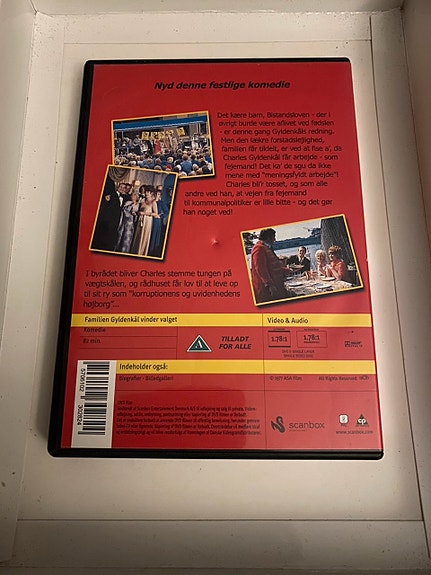 Nyd denne festlige komedie
Det kære barn, Bistandsloven - der i
øvrigt burde være aflivet ved fødslen
- er denne gang Gyldenkåls redning.
Men den lækre forstadslejlighed,
familien får tildelt, er ved at fise a', da
Charles Gyldenkål får arbejde - som
fejemand! Det ka' de sgu da ikke
mene med "meningsfyldt arbejde"!
Charles bli'r tosset, og som alle
andre ved han, at vejen fra fejemand
til kommunalpolitiker er lille bitte - og det gør
han noget ved!
I byrådet bliver Charles stemme tungen på
vægtskålen, og rådhuset får lov til at leve op
til sit ry som "korruptionens og uvidenhedens
højborg"...
Familien Gyldenkål vinder valget
Komedie
82 min.
A
TILLADT
FOR ALLE
Video & Audio
1.78:1
1.78:1
Indeholder også:
Biografier - Billedgalleri
© 1977 ASA Film
All Rights Reserved
scanbox
www.scanbox.com